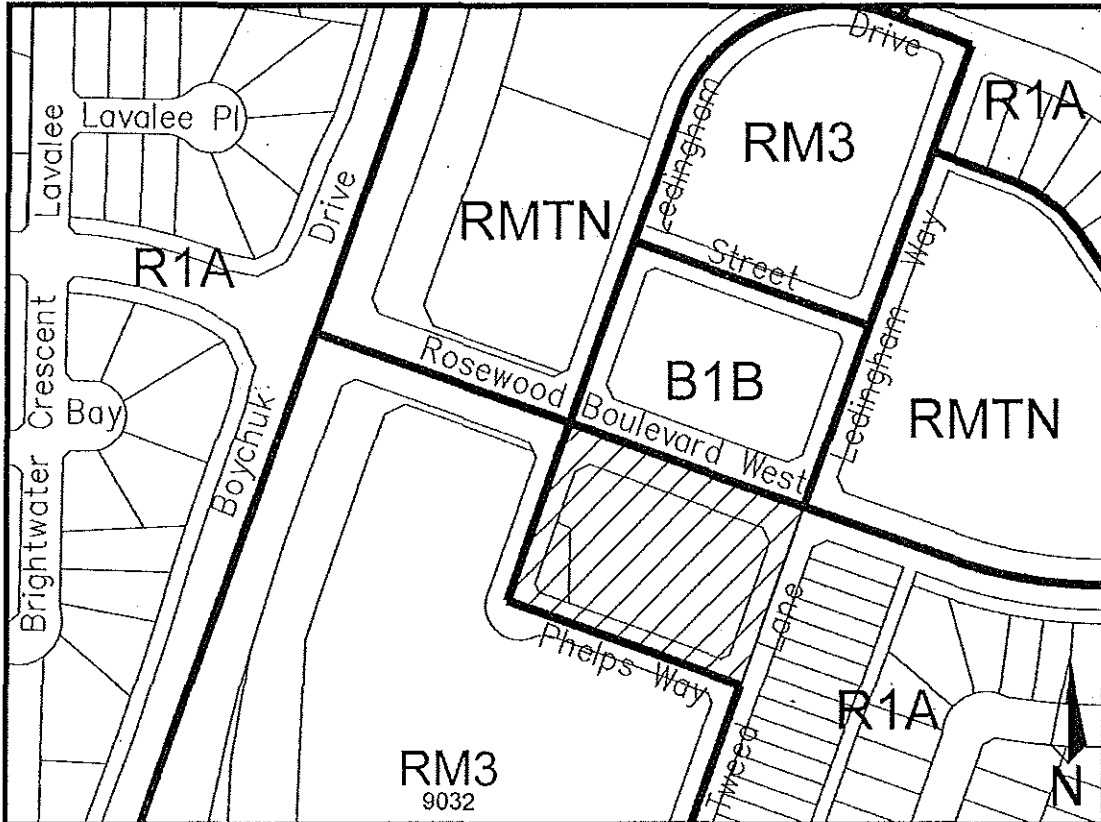 Drive
R1A
Lavalee Pl
Ledingham
RM3
Lavalee
Drive
RMTN
Way
R1A
Street
Crescent
Rosewood Boulevard West
B1B
Ledingham
RMTN
Bay
Boychuk
Brightwater
Lane
Phelps Way
R1A
RM3
9032
Tweed
N